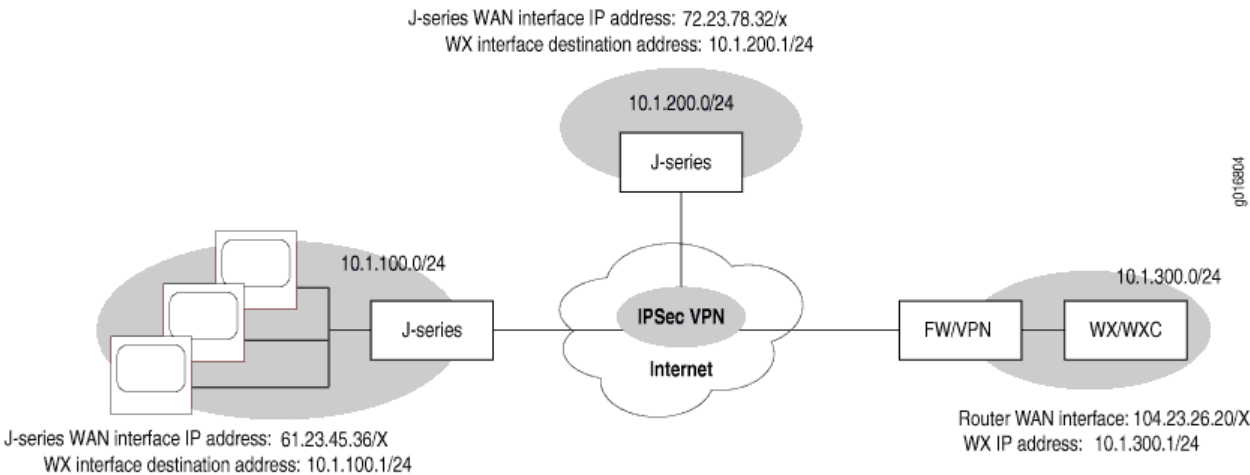 J-series WAN interface IP address: 72.23.78.32/x
WX interface destination address: 10.1.200.1/24
10.1.200.0/24
J-series
g016804
10.1.100.0/24
J-series
IPSec VPN
Internet
10.1.300.0/24
FW/VPN
WX/WXC
J-series WAN interface IP address: 61.23.45.36/X
WX interface destination address: 10.1.100.1/24
Router WAN interface: 104.23.26.20/X
WX IP address: 10.1.300.1/24